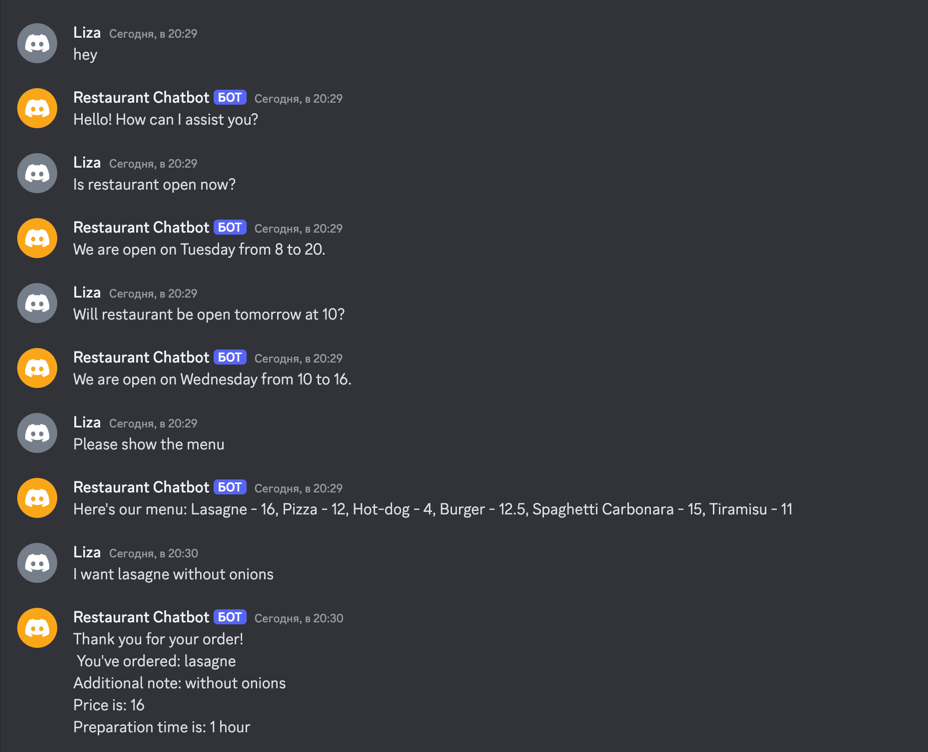 Liza Сегодня, в 20:29
hey
Restaurant Chatbot БОТ Сегодня, в 20:29
Hello! How can I assist you?
Liza Сегодня, в 20:29
Is restaurant open now?
Restaurant Chatbot БОТ Сегодня, в 20:29
We are open on Tuesday from 8 to 20.
Liza Сегодня, в 20:29
Will restaurant be open tomorrow at 10?
Restaurant Chatbot БОТ Сегодня, в 20:29
We are open on Wednesday from 10 to 16.
Liza Сегодня, в 20:29
Please show the menu
Restaurant Chatbot БОТ Сегодня, в 20:29
Here's our menu: Lasagne - 16, Pizza - 12, Hot-dog - 4, Burger - 12.5, Spaghetti Carbonara - 15, Tiramisu - 11
Liza Сегодня, в 20:30
I want lasagne without onions
Restaurant Chatbot БОТ Сегодня, в 20:30
Thank you for your order!
You've ordered: lasagne
Additional note: without onions
Price is: 16
Preparation time is: 1 hour